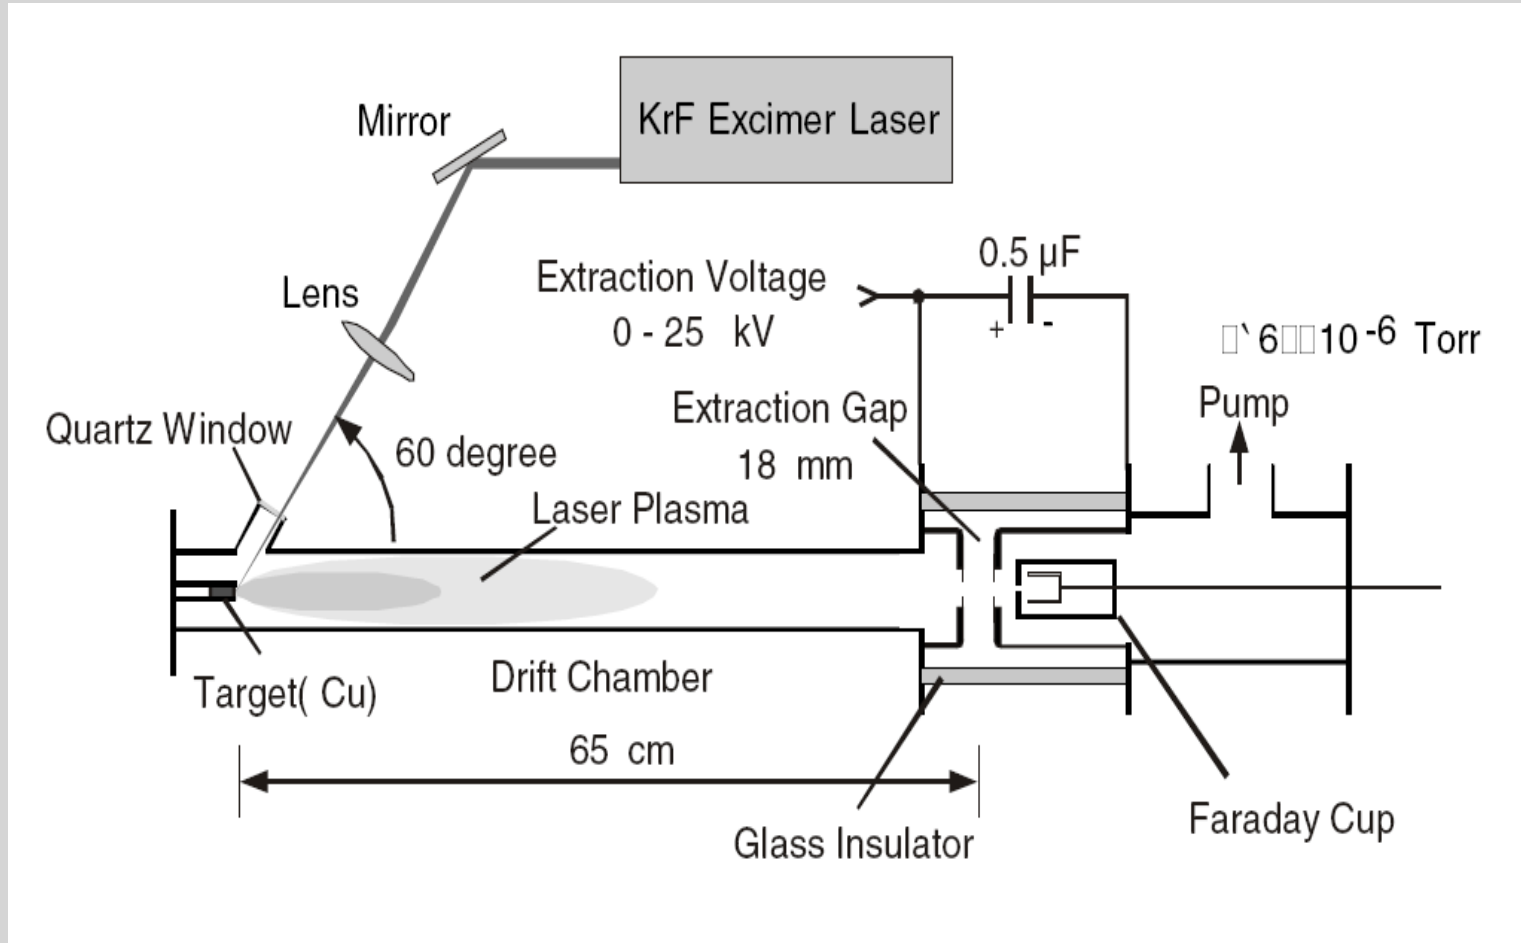 KrF Excimer Laser
Mirror
0.5 µF
Extraction Voltage
0 - 25 kV
+ -
Lens
6 10-6 Torr
Pump
Extraction Gap
18 mm
Quartz Window
60 degree
Laser Plasma
Target( Cu)
Drift Chamber
65 cm
Faraday Cup
Glass Insulator